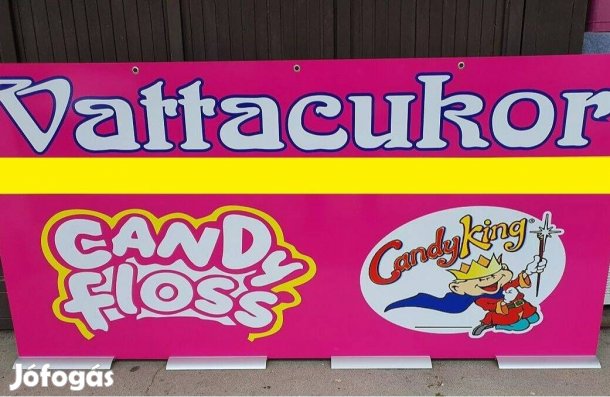 Vattacukor
CANDY
FLOSS
CandyKing®
Jófogás